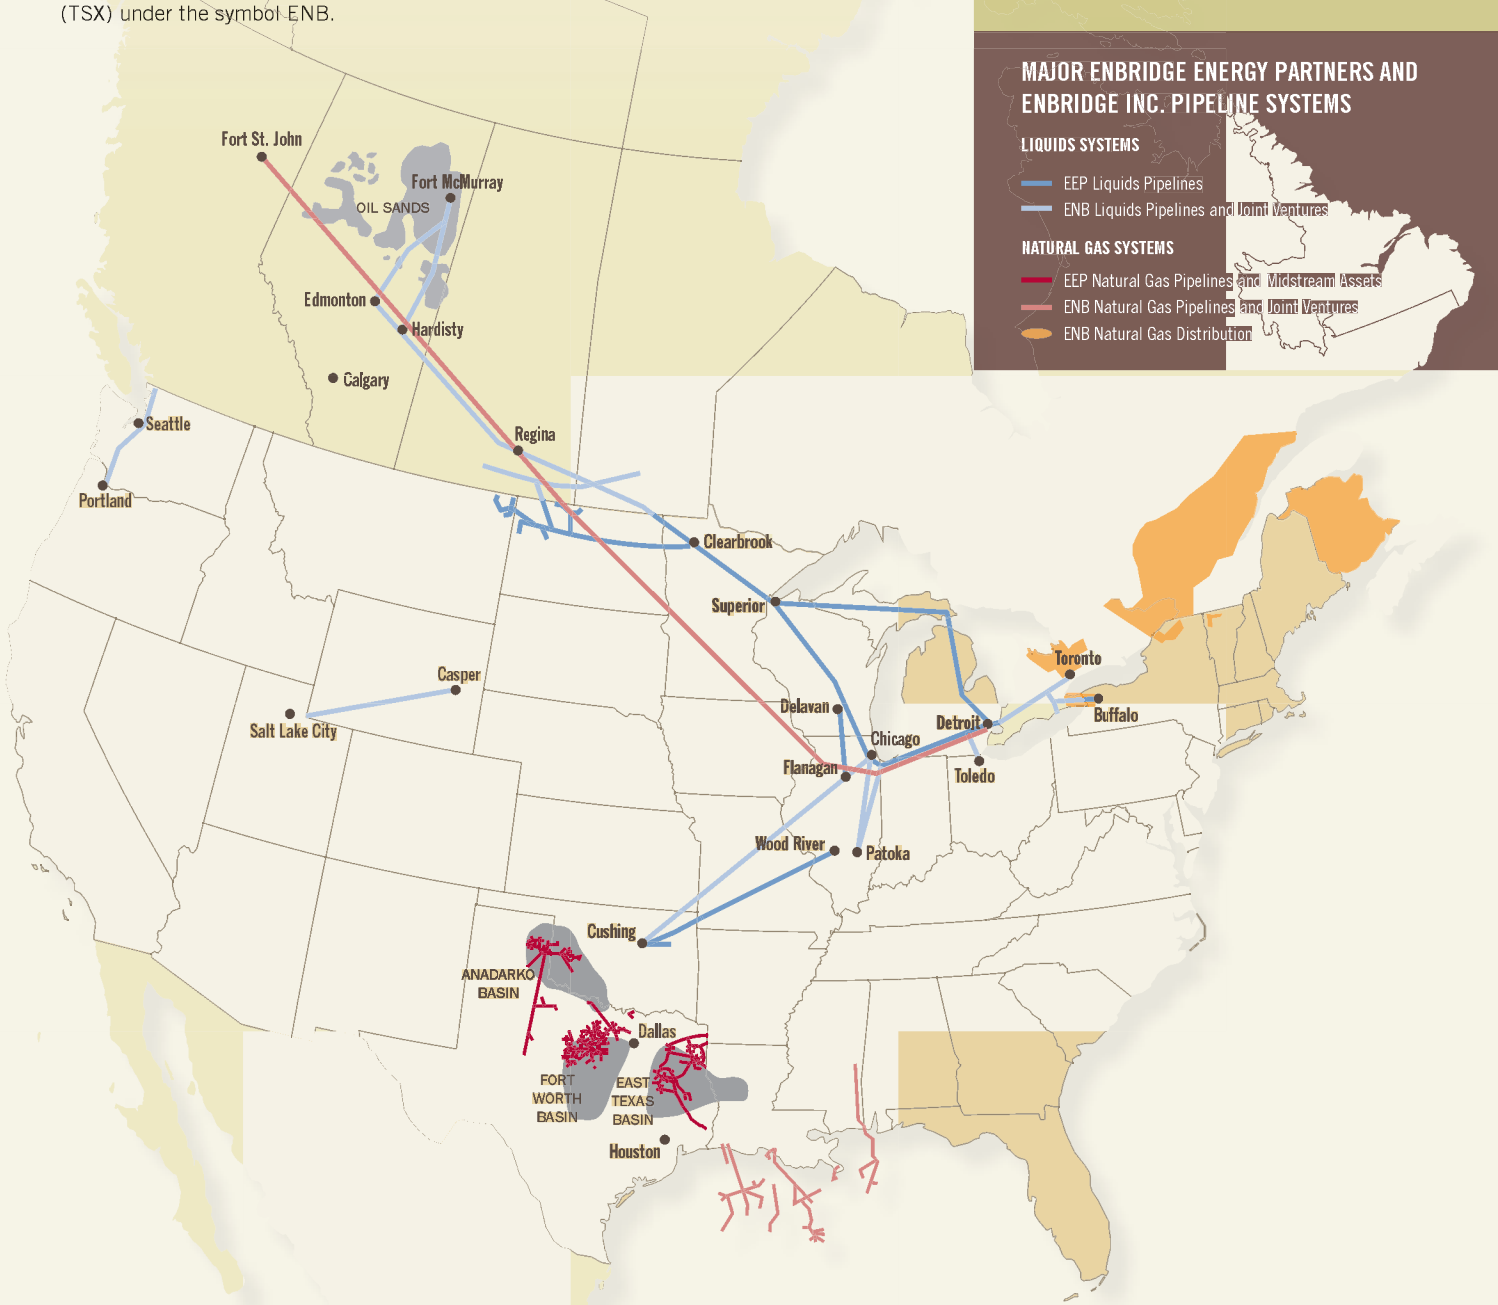 (TSX) under the symbol ENB.
MAJOR ENBRIDGE ENERGY PARTNERS AND
ENBRIDGE INC. PIPELINE SYSTEMS
LIQUIDS SYSTEMS
EEP Liquids Pipelines
ENB Liquids Pipelines and Joint Ventures
NATURAL GAS SYSTEMS
EEP Natural Gas Pipelines and Midstream Assets
ENB Natural Gas Pipelines and Joint Ventures
ENB Natural Gas Distribution
Fort St. John
Fort McMurray
OIL SANDS
Edmonton
Hardisty
Calgary
Seattle
Regina
Portland
Clearbrook
Superior
Toronto
Casper
Delavan
Buffalo
Detroit
Salt Lake City
Chicago
Flanagan
Toledo
Wood River
Patoka
Cushing
ANADARKO
BASIN
Dallas
FORT
WORTH
BASIN
EAST
TEXAS
BASIN
Houston